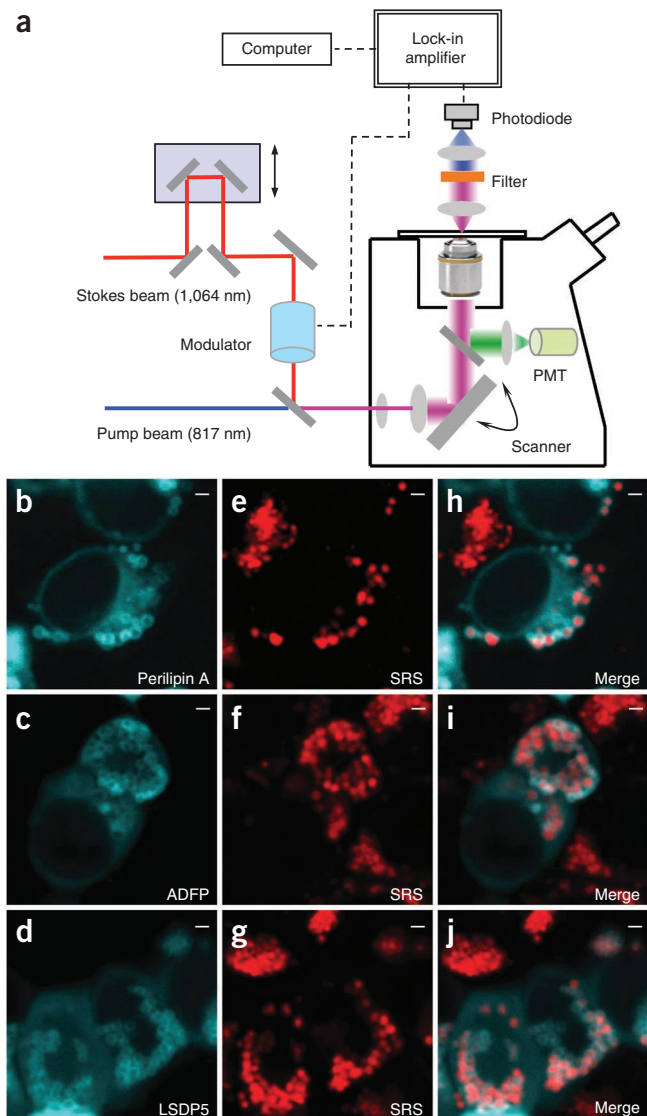 a
Computer
Lock-in
amplifier
Photodiode
Filter
Stokes beam (1,064 nm)
Modulator
PMT
Pump beam (817 nm)
Scanner
b
e
h
Perilipin A
SRS
Merge
c
f
i
ADFP
SRS
Merge
d
g
j
LSDP5
SRS
Merge